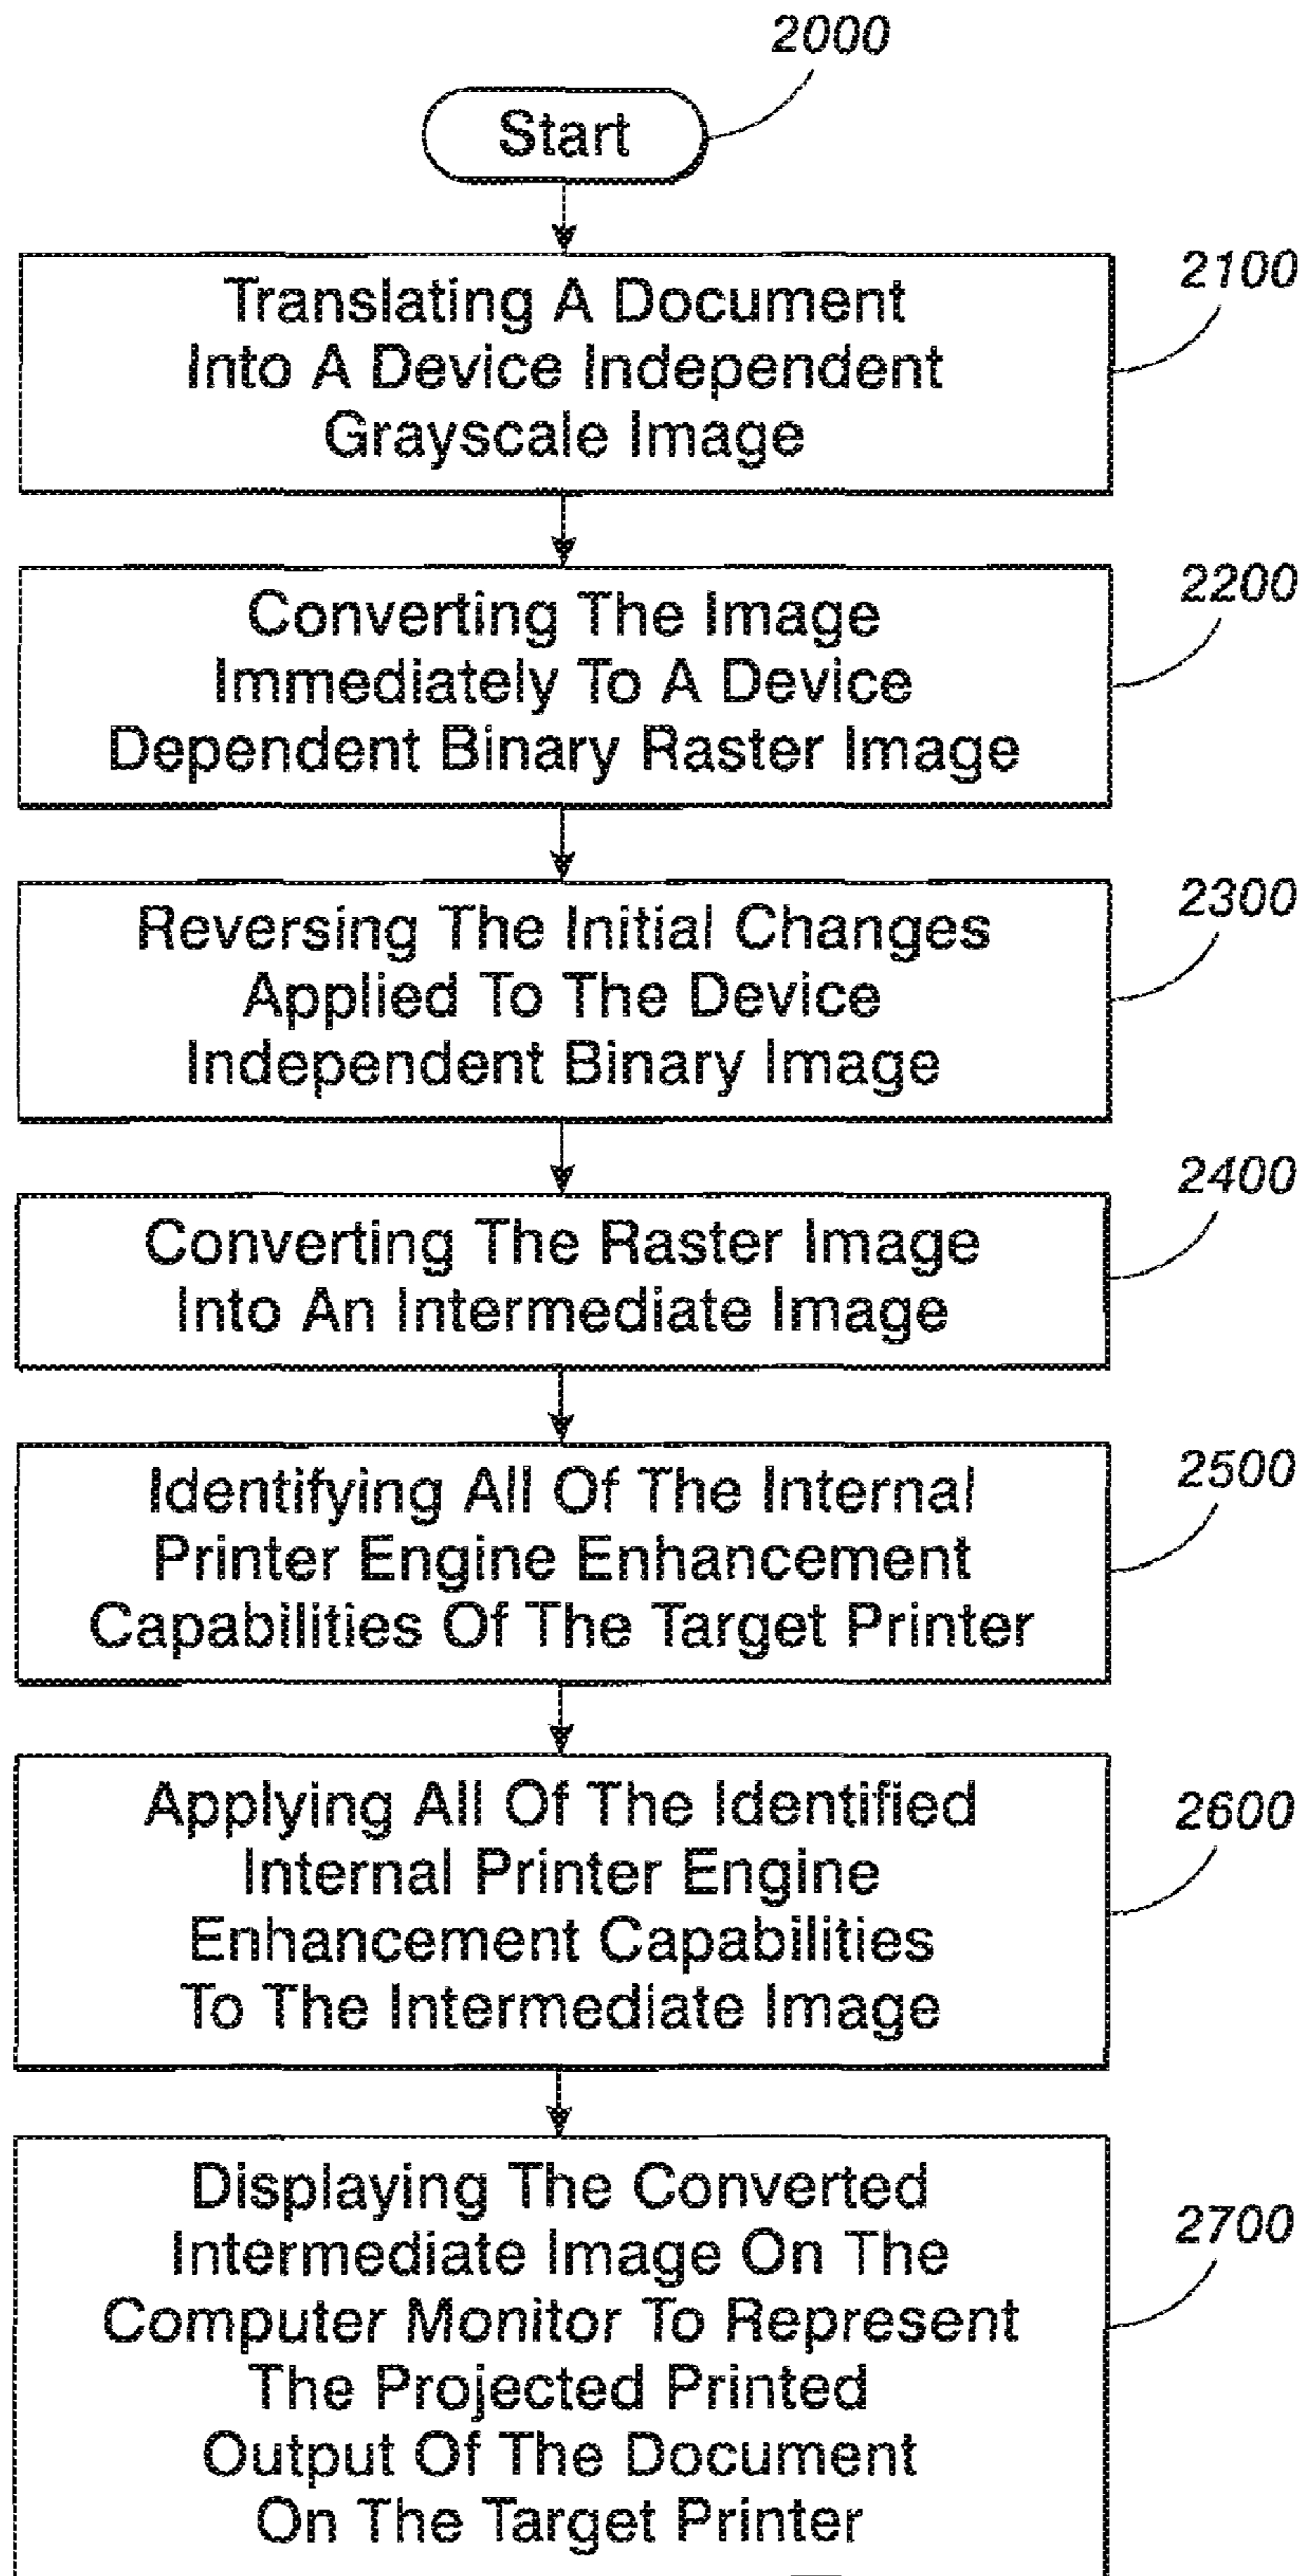 2000
Start
2100
Translating A Document
Into A Device Independent
Grayscale Image
2200
Converting The Image
Immediately To A Device
Dependent Binary Raster Image
2300
Reversing The Initial Changes
Applied To The Device
Independent Binary Image
2400
Converting The Raster Image
Into An Intermediate Image
2500
Identifying All Of The Internal
Printer Engine Enhancement
Capabilities Of The Target Printer
2600
Applying All Of The Identified
Internal Printer Engine
Enhancement Capabilities
To The Intermediate Image
2700
Displaying The Converted
Intermediate Image On The
Computer Monitor To Represent
The Projected Printed
Output Of The Document
On The Target Printer